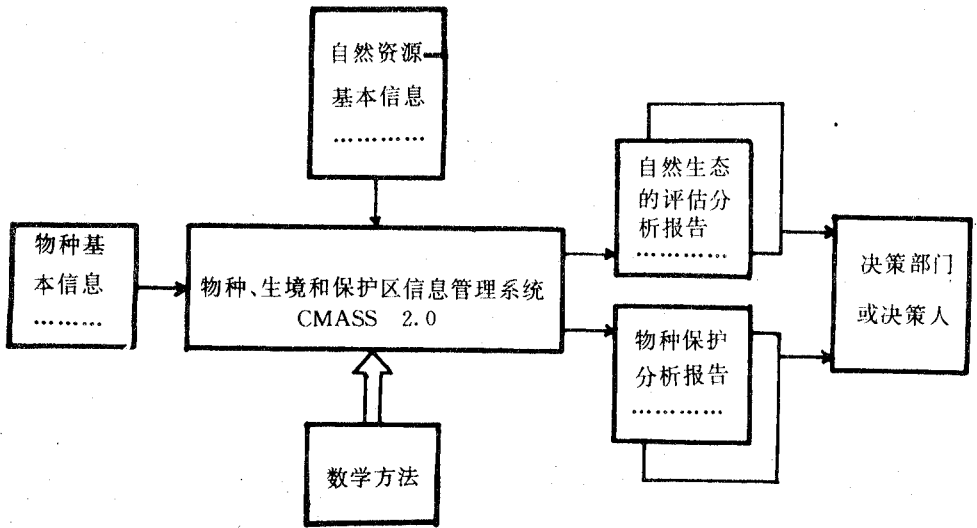 自然资源
基本信息
…………
物种基
本信息
………
物种、生境和保护区信息管理系统
CMASS 2.0
数学方法
自然生态
的评估分
析报告
…………
物种保护
分析报告
…………
决策部门
或决策人